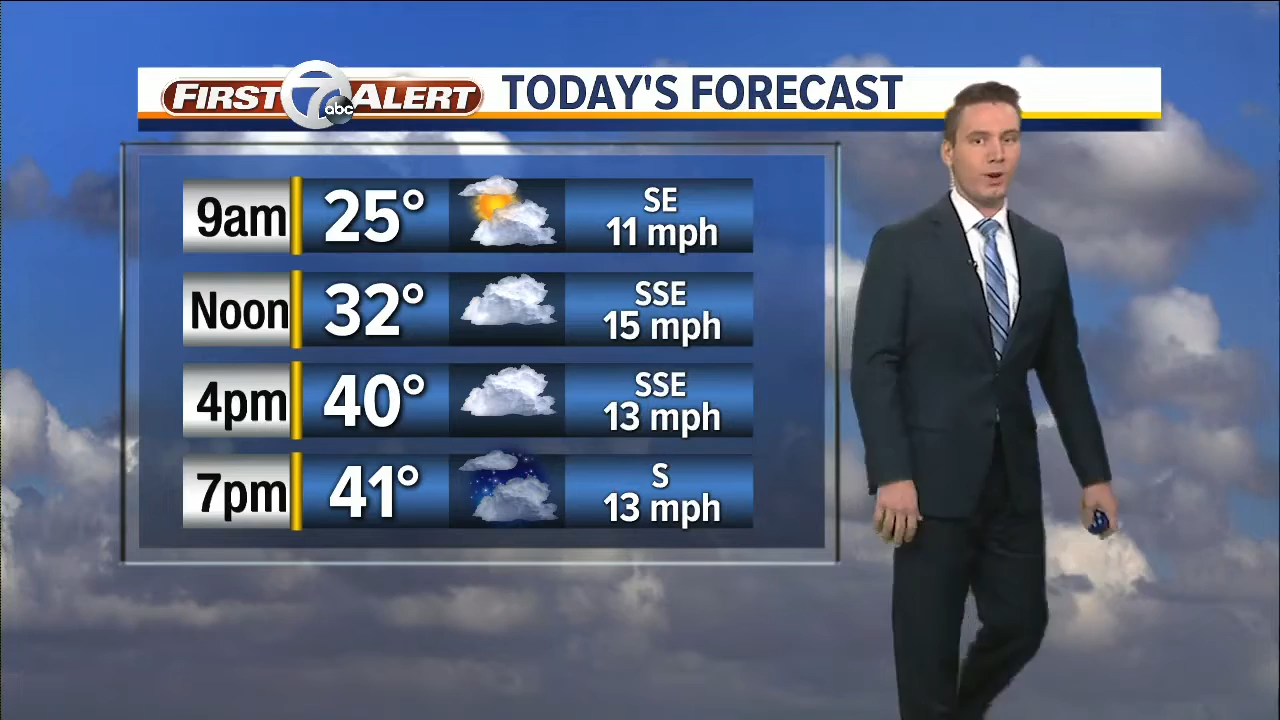 FIRST 7 abc ALERT TODAY'S FORECAST
9am 25° SE
11 mph
Noon 32° SSE
15 mph
4pm 40° SSE
13 mph
7pm 41° S
13 mph